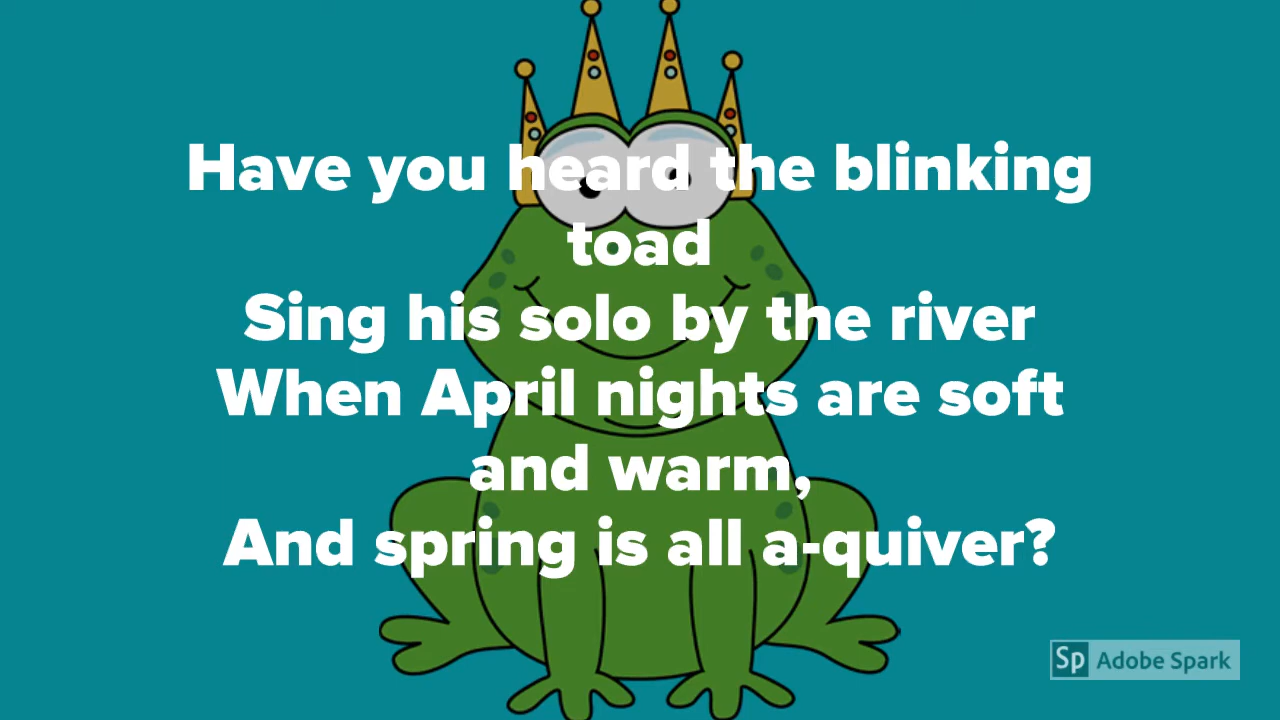 Have you heard the blinking
toad
Sing his solo by the river
When April nights are soft
and warm,
And spring is all a-quiver?
Sp Adobe Spark